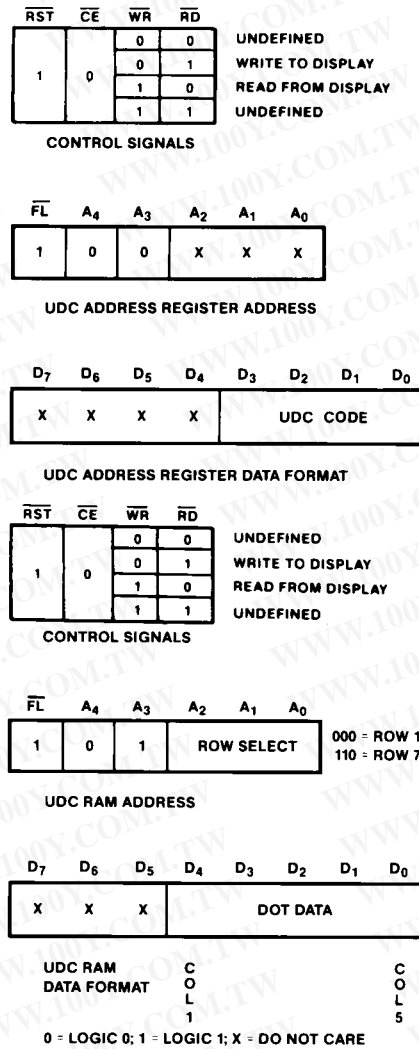 RST CE WR RD
0 0 UNDEFINED
0 1 WRITE TO DISPLAY
1 0
1 0 READ FROM DISPLAY
1 1 UNDEFINED
CONTROL SIGNALS
FL A4 A3 A2 A1 A0
1 0 0 X X X
UDC ADDRESS REGISTER ADDRESS
D7 D6 D5 D4 D3 D2 D1 D0
X X X X UDC CODE
UDC ADDRESS REGISTER DATA FORMAT
RST CE WR RD
0 0 UNDEFINED
0 1 WRITE TO DISPLAY
1 0
1 0 READ FROM DISPLAY
1 1 UNDEFINED
CONTROL SIGNALS
FL A4 A3 A2 A1 A0
1 0 1 ROW SELECT
000 = ROW 1
110 = ROW 7
UDC RAM ADDRESS
D7 D6 D5 D4 D3 D2 D1 D0
X X X DOT DATA
UDC RAM
DATA FORMAT
COL 1
COL 5
0 = LOGIC 0; 1 = LOGIC 1; X = DO NOT CARE
WWW.100Y.COM.TW